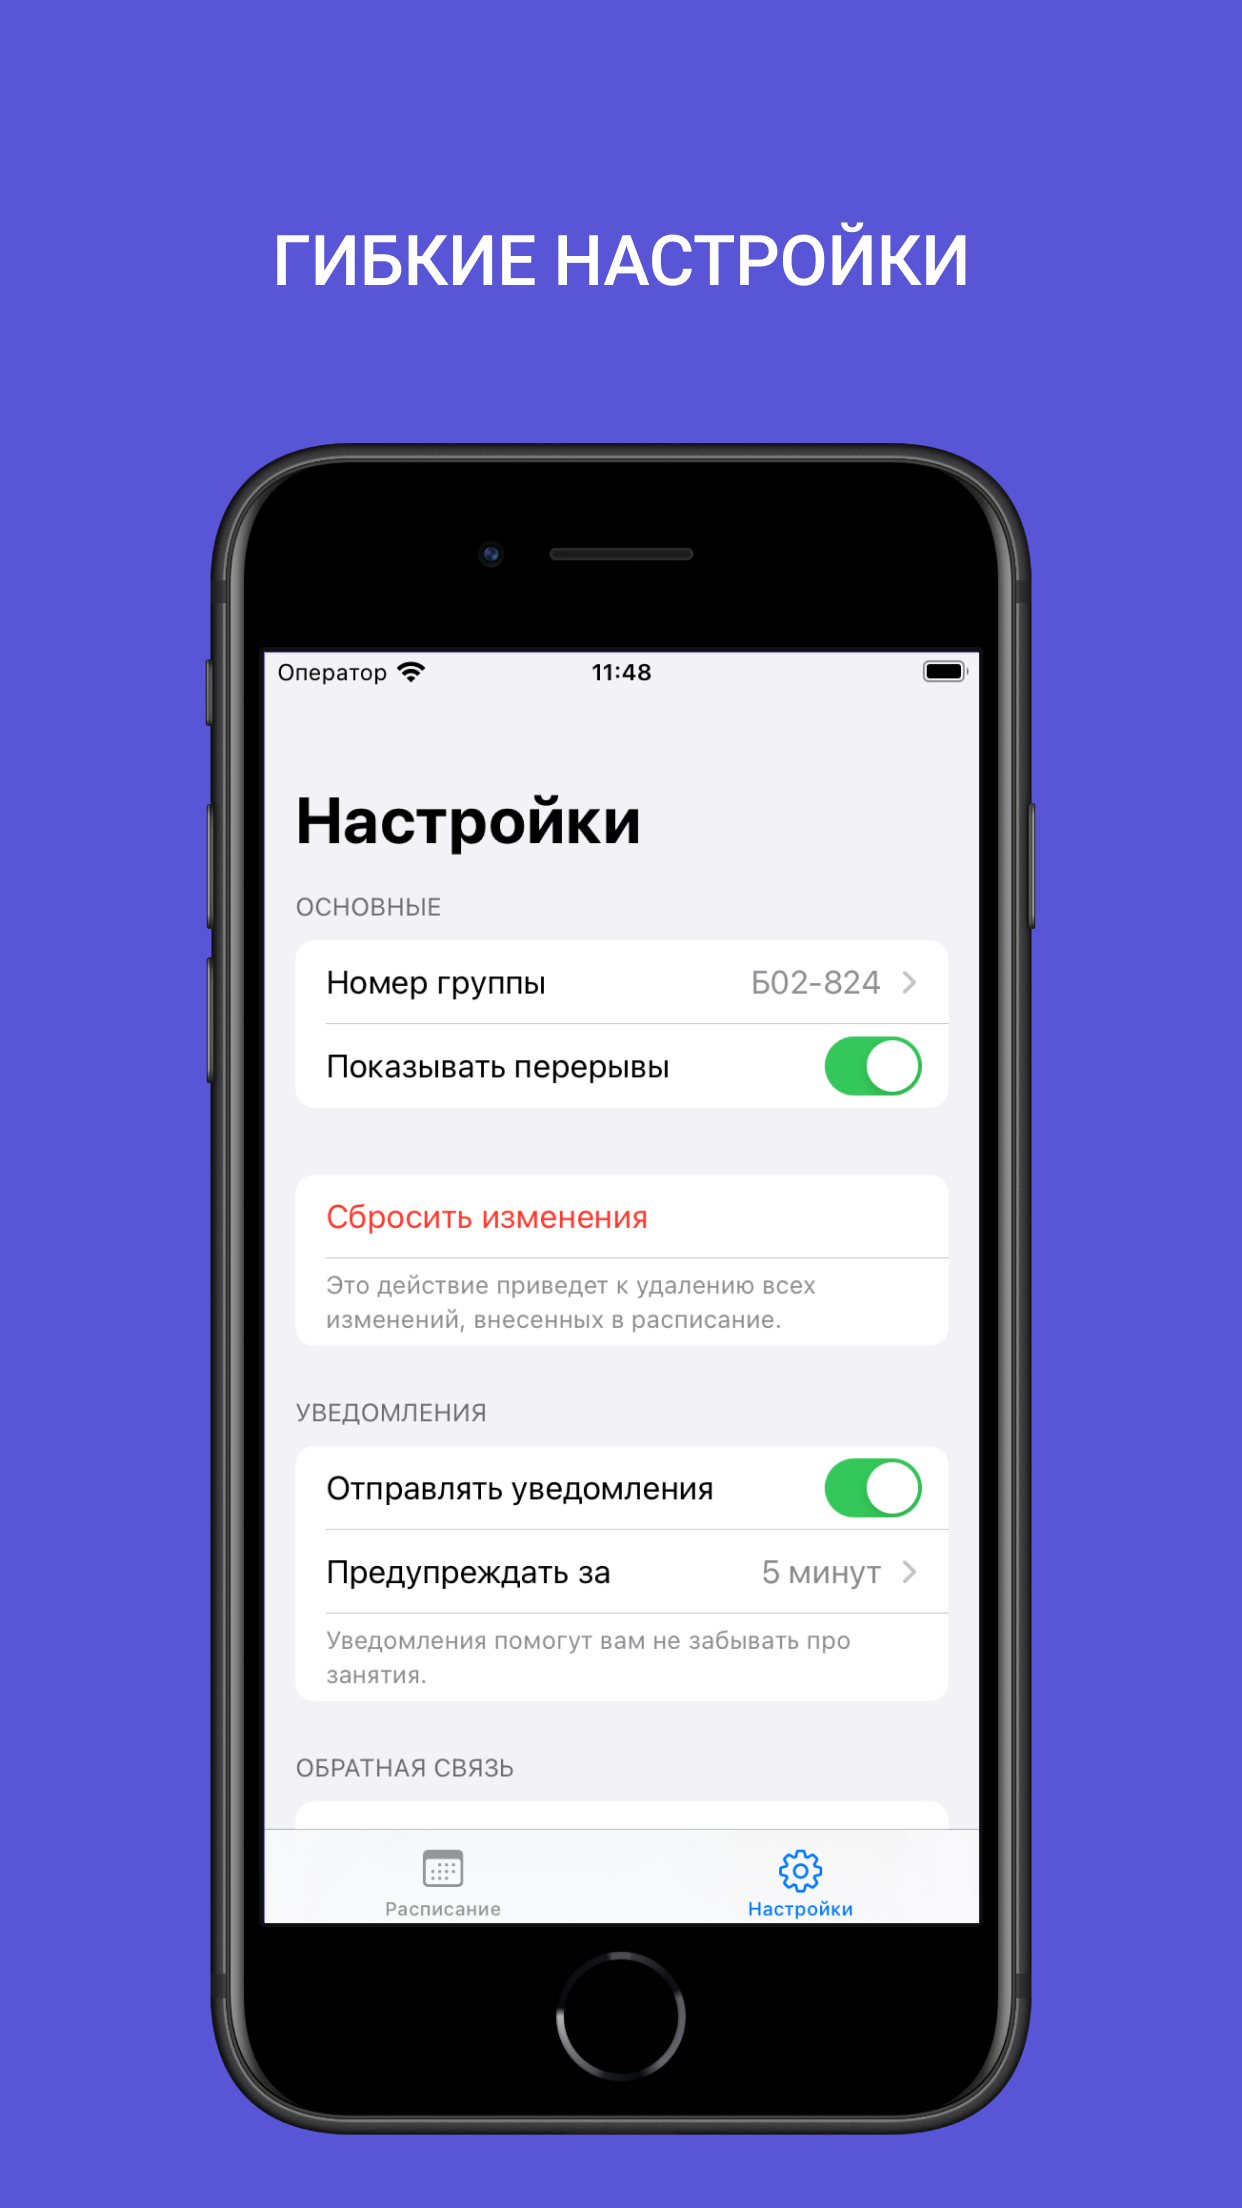 ГИБКИЕ НАСТРОЙКИ
Оператор 11:48
Настройки
ОСНОВНЫЕ
Номер группы Б02-824
Показывать перерывы
Сбросить изменения
Это действие приведет к удалению всех
изменений, внесенных в расписание.
УВЕДОМЛЕНИЯ
Отправлять уведомления
Предупреждать за 5 минут
Уведомления помогут вам не забывать про
занятия.
ОБРАТНАЯ СВЯЗЬ
Расписание Настройки